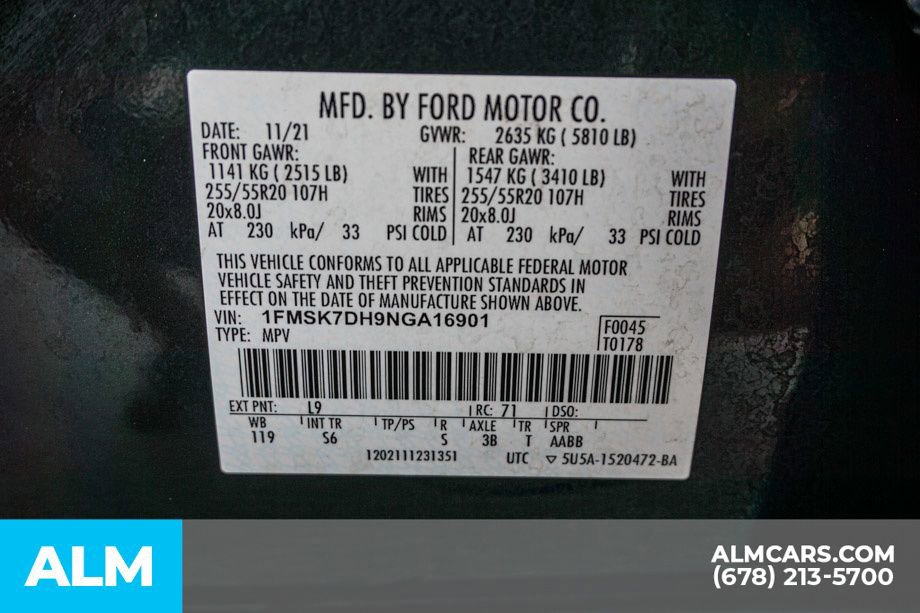 MFD. BY FORD MOTOR CO.
DATE: 11/21 GVWR: 2635 KG ( 5810 LB)
FRONT GAWR: REAR GAWR:
1141 KG ( 2515 LB) WITH 1547 KG ( 3410 LB) WITH
255/55R20 107H TIRES 255/55R20 107H TIRES
20x8.0J RIMS 20x8.0J RIMS
AT 230 kPa/ 33 PSI COLD AT 230 kPa/ 33 PSI COLD
THIS VEHICLE CONFORMS TO ALL APPLICABLE FEDERAL MOTOR
VEHICLE SAFETY AND THEFT PREVENTION STANDARDS IN
EFFECT ON THE DATE OF MANUFACTURE SHOWN ABOVE.
VIN: 1FMSK7DH9NGA16901
TYPE: MPV
F0045
T0178
EXT PNT: L9 RC: 71 DSO:
WB INT TR TP/PS R AXLE TR SPR
119 S6 S 3B T AABB
1202111231351 UTC ▽ 5U5A-1520472-BA
ALM
ALMCARS.COM
(678) 213-5700